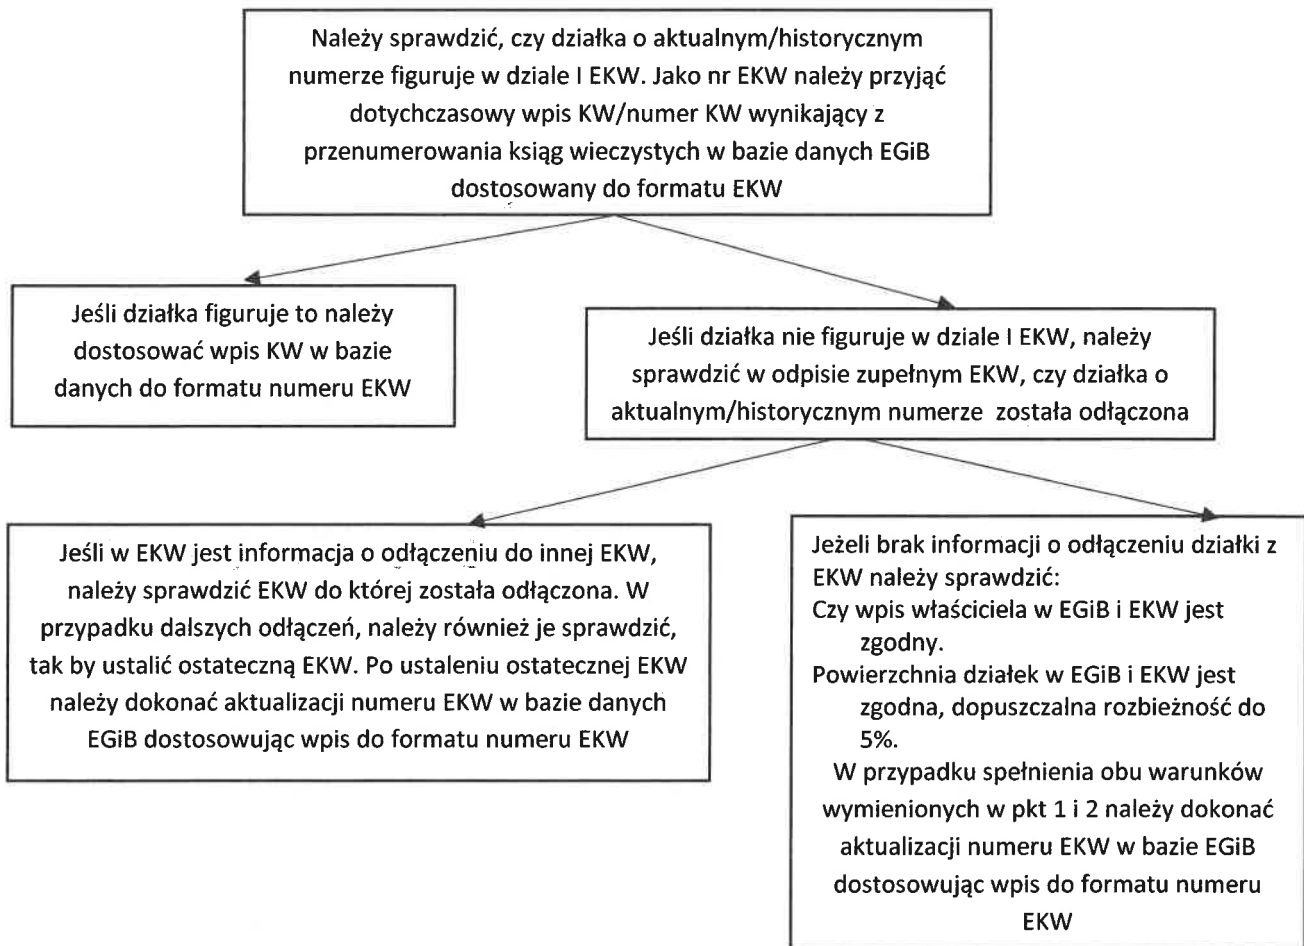 Należy sprawdzić, czy działka o aktualnym/historycznym
numerze figuruje w dziale I EKW. Jako nr EKW należy przyjąć
dotychczasowy wpis KW/numer KW wynikający z
przenumerowania ksiąg wieczystych w bazie danych EGiB
dostosowany do formatu EKW
Jeśli działka figuruje to należy
dostosować wpis KW w bazie
danych do formatu numeru EKW
Jeśli działka nie figuruje w dziale I EKW, należy
sprawdzić w odpisie zupełnym EKW, czy działka o
aktualnym/historycznym numerze została odłączona
Jeśli w EKW jest informacja o odłączeniu do innej EKW,
należy sprawdzić EKW do której została odłączona. W
przypadku dalszych odłączeń, należy również je sprawdzić,
tak by ustalić ostateczną EKW. Po ustaleniu ostatecznej EKW
należy dokonać aktualizacji numeru EKW w bazie danych
EGiB dostosowując wpis do formatu numeru EKW
Jeżeli brak informacji o odłączeniu działki z
EKW należy sprawdzić:
Czy wpis właściciela w EGiB i EKW jest
zgodny.
Powierzchnia działek w EGiB i EKW jest
zgodna, dopuszczalna rozbieżność do
5%.
W przypadku spełnienia obu warunków
wymienionych w pkt 1 i 2 należy dokonać
aktualizacji numeru EKW w bazie EGiB
dostosowując wpis do formatu numeru
EKW